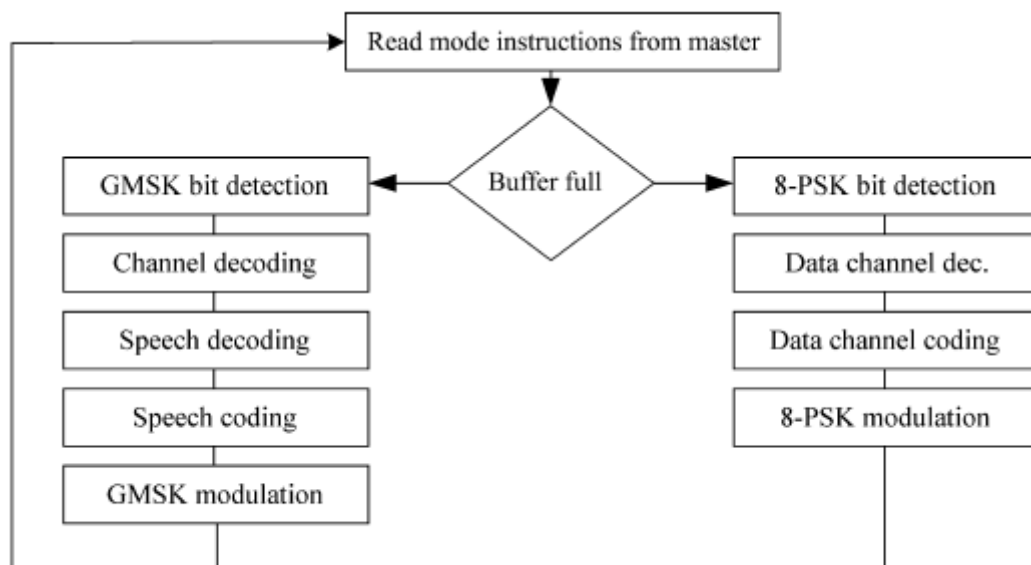 Read mode instructions from master
Buffer full
GMSK bit detection
Channel decoding
Speech decoding
Speech coding
GMSK modulation
8-PSK bit detection
Data channel dec.
Data channel coding
8-PSK modulation